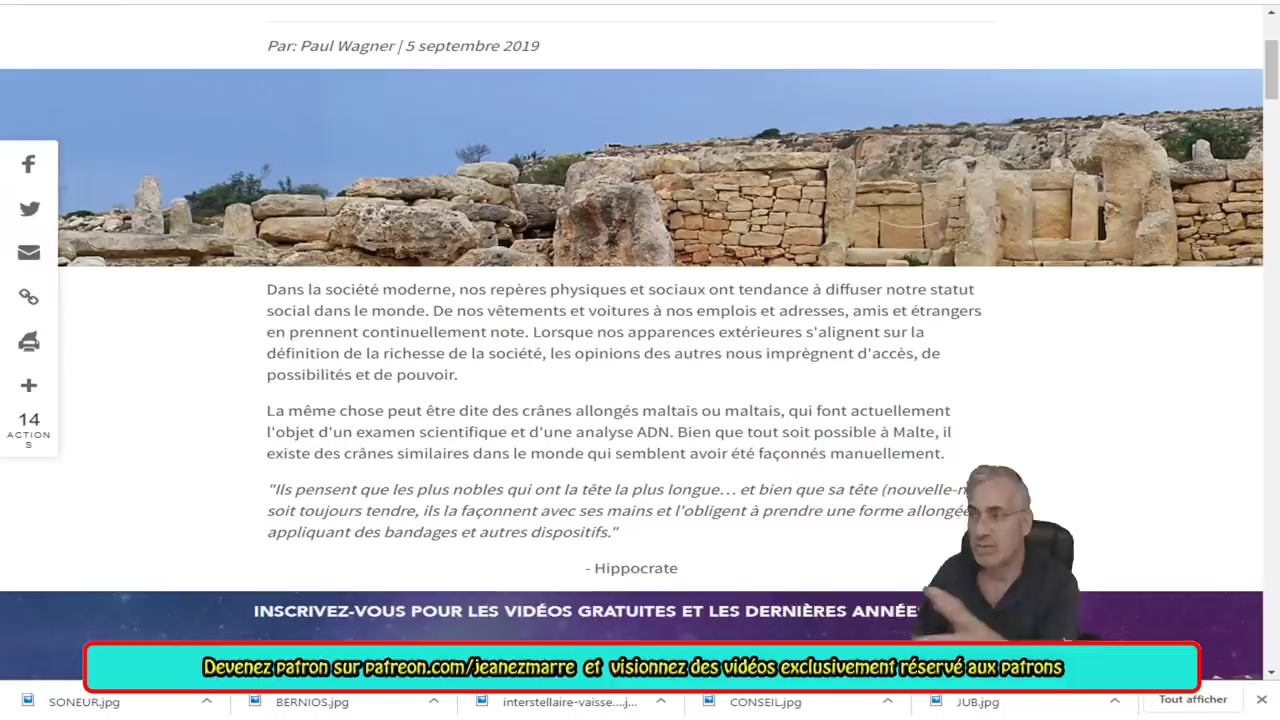 Par: Paul Wagner | 5 septembre 2019
Dans la société moderne, nos repères physiques et sociaux ont tendance à diffuser notre statut
social dans le monde. De nos vêtements et voitures à nos emplois et adresses, amis et étrangers
en prennent continuellement note. Lorsque nos apparences extérieures s'alignent sur la
définition de la richesse de la société, les opinions des autres nous imprègnent d'accès, de
possibilités et de pouvoir.
La même chose peut être dite des crânes allongés maltais ou maltais, qui font actuellement
l'objet d'un examen scientifique et d'une analyse ADN. Bien que tout soit possible à Malte, il
existe des crânes similaires dans le monde qui semblent avoir été façonnés manuellement.
"Ils pensent que les plus nobles qui ont la tête la plus longue... et bien que sa tête (nouvelle-n
soit toujours tendre, ils la façonnent avec ses mains et l'obligent à prendre une forme allongée
appliquant des bandages et autres dispositifs."
- Hippocrate
14
ACTION
S
INSCRIVEZ-VOUS POUR LES VIDÉOS GRATUITES ET LES DERNIÈRES ANNÉE
Devenez patron sur patreon.com/jeanezmarre et visionnez des vidéos exclusivement réservé aux patrons
SONEUR.jpg
BERNIOS.jpg
interstellaire-vaisse....j...
CONSEIL.jpg
JUB.jpg
Tout afficher